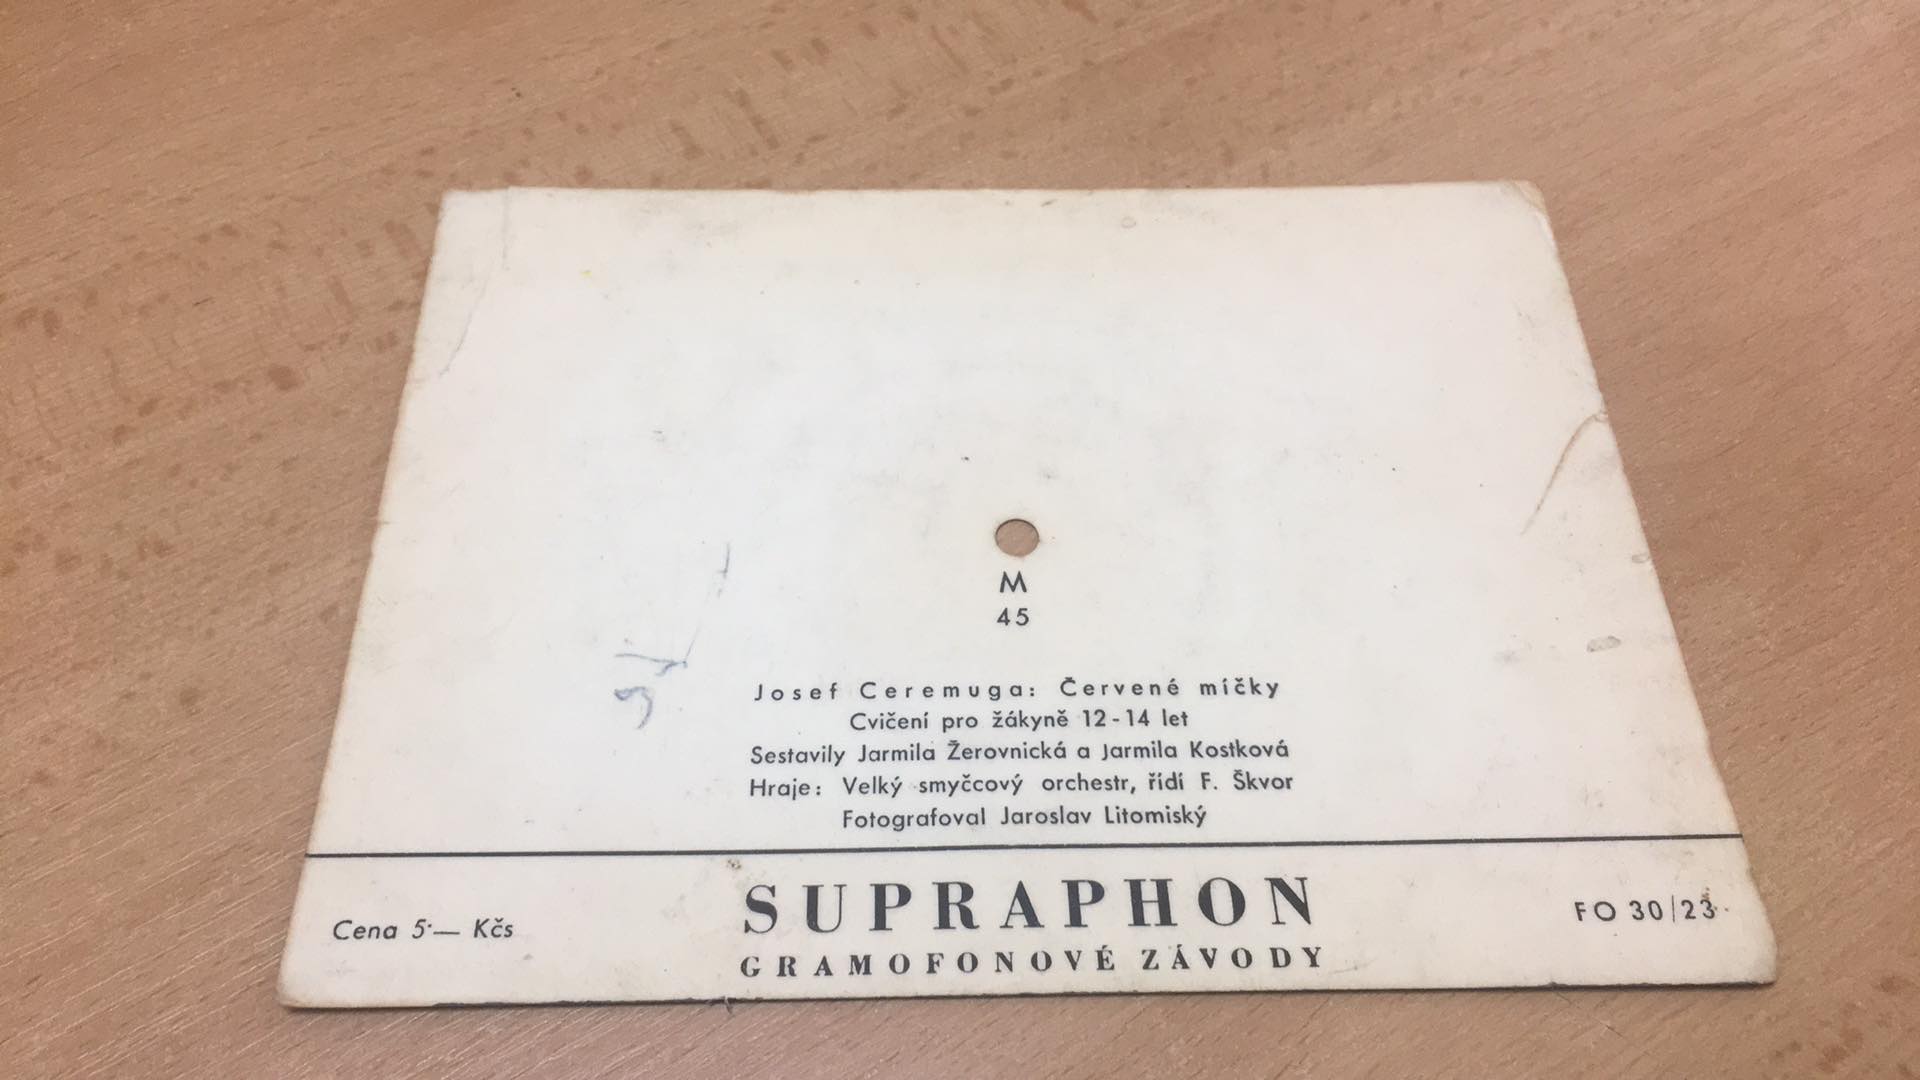 M
45
Josef Ceremuga: Červené míčky
Cvičení pro žákyně 12-14 let
Sestavily Jarmila Žerovnická a Jarmila Kostková
Hraje: Velký smyčcový orchestr, řídí F. Škvor
Fotografoval Jaroslav Litomiský
Cena 5·— Kčs
SUPRAPHON
GRAMOFONOVÉ ZÁVODY
FO 30/23